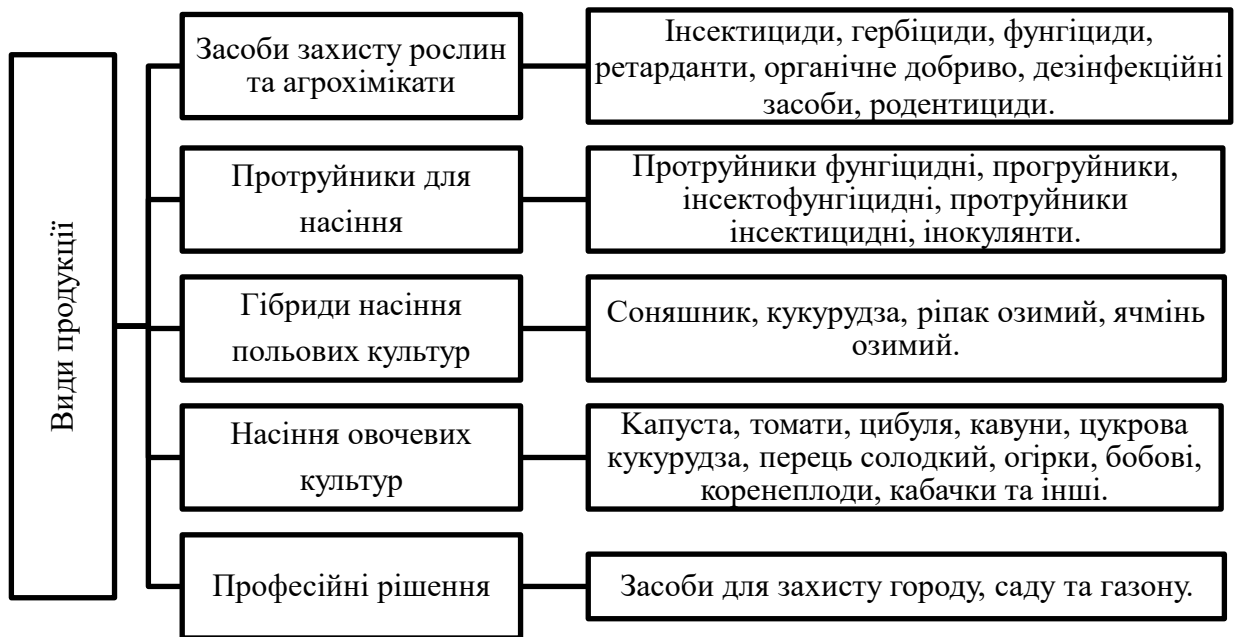 Види продукції
Засоби захисту рослин
та агрохімікати
Інсектициди, гербіциди, фунгіциди,
ретарданти, органічне добриво, дезінфекційні
засоби, родентициди.
Протруйники для
насіння
Протруйники фунгіцидні, прогруйники,
інсектофунгіцидні, протруйники
інсектицидні, інокулянти.
Гібриди насіння
польових культур
Соняшник, кукурудза, ріпак озимий, ячмінь
озимий.
Насіння овочевих
культур
Капуста, томати, цибуля, кавуни, цукрова
кукурудза, перець солодкий, огірки, бобові,
коренеплоди, кабачки та інші.
Професійні рішення
Засоби для захисту городу, саду та газону.